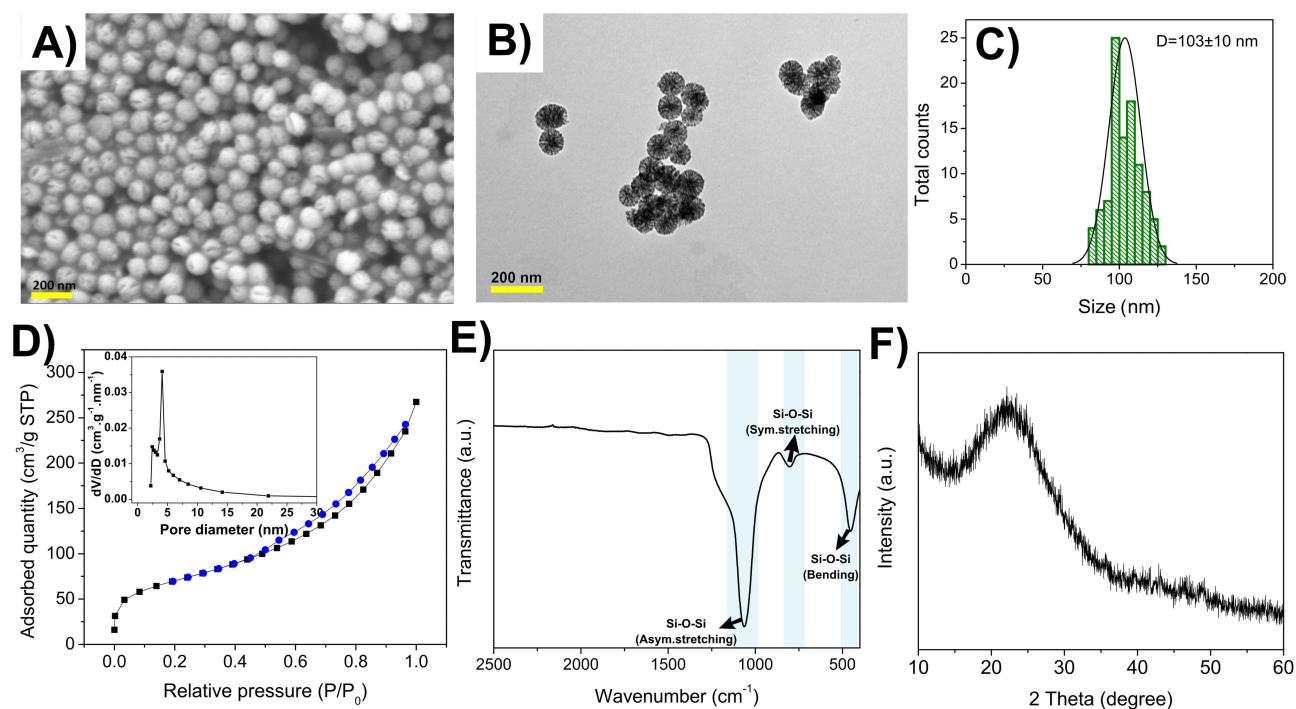 A)
200 nm
B)
200 nm
C)
D=103±10 nm
Total counts
25
20
15
10
5
0
0 50 100 150 200
Size (nm)
D)
Adsorbed quantity (cm³/g STP)
300
250
200
150
100
50
0
0.0 0.2 0.4 0.6 0.8 1.0
Relative pressure (P/P₀)
dV/dD (cm³.g⁻¹.nm⁻¹)
0.04
0.03
0.02
0.01
0.00
0 5 10 15 20 25 30
Pore diameter (nm)
E)
Transmittance (a.u.)
Si-O-Si
(Sym.stretching)
Si-O-Si
(Bending)
Si-O-Si
(Asym.stretching)
2500 2000 1500 1000 500
Wavenumber (cm⁻¹)
F)
Intensity (a.u.)
10 20 30 40 50 60
2 Theta (degree)